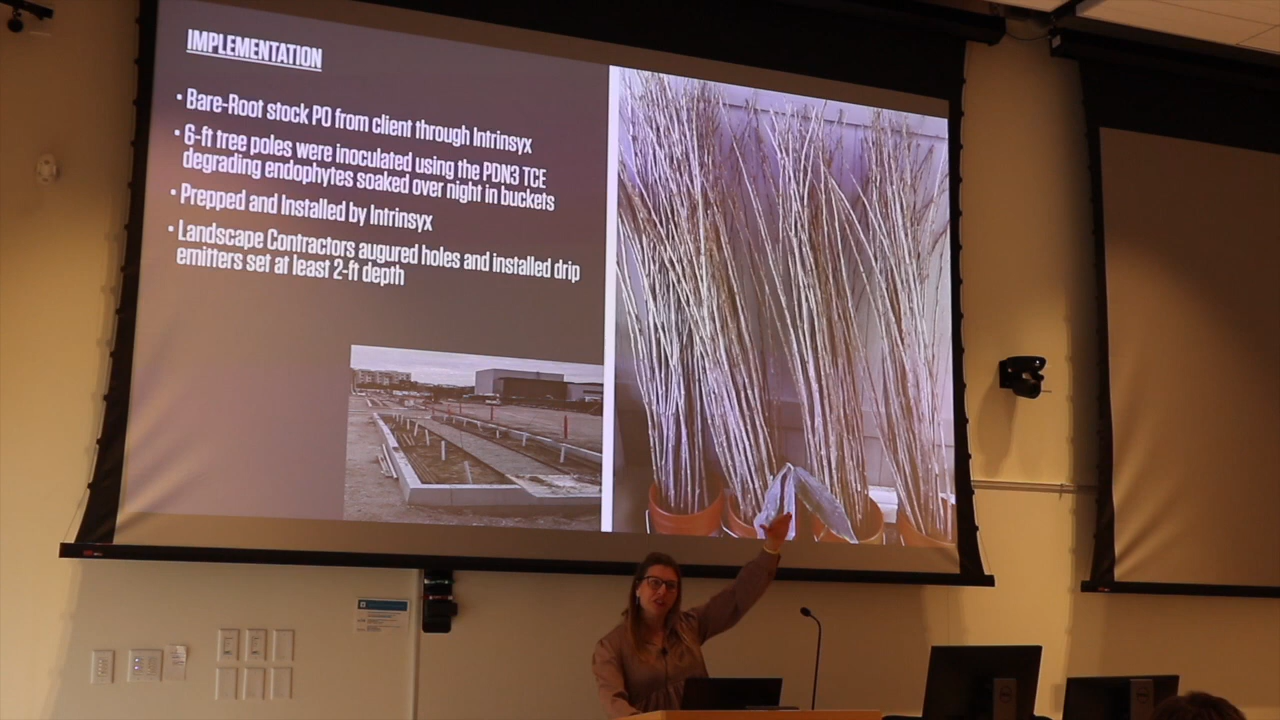 IMPLEMENTATION
• Bare-Root stock PO from client through Intrinsyx
• 6-ft tree poles were inoculated using the PDN3 TCE
degrading endophytes soaked over night in buckets
• Prepped and Installed by Intrinsyx
• Landscape Contractors augured holes and installed drip
emitters set at least 2-ft depth